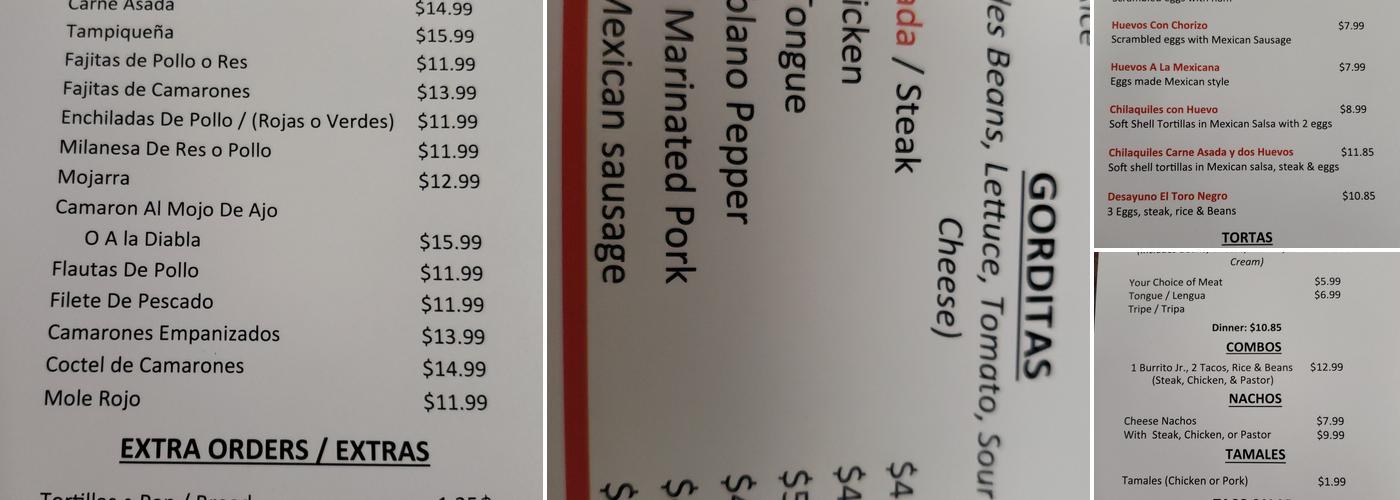 Carne Asada $14.99
Tampiqueña $15.99
Fajitas de Pollo o Res $11.99
Fajitas de Camarones $13.99
Enchiladas De Pollo / (Rojas o Verdes) $11.99
Milanesa De Res o Pollo $11.99
Mojarra $12.99
Camaron Al Mojo De Ajo
O A la Diabla $15.99
Flautas De Pollo $11.99
Filete De Pescado $11.99
Camarones Empanizados $13.99
Coctel de Camarones $14.99
Mole Rojo $11.99
EXTRA ORDERS / EXTRAS
GORDITAS
Beans, Lettuce, Tomato, Sour
Cheese)
/ Steak $4
Tongue
Pepper
Marinated Pork $
Mexican sausage $
Huevos Con Chorizo $7.99
Scrambled eggs with Mexican Sausage
Huevos A La Mexicana $7.99
Eggs made Mexican style
Chilaquiles con Huevo $8.99
Soft Shell Tortillas in Mexican Salsa with 2 eggs
Chilaquiles Carne Asada y dos Huevos $11.85
Soft shell tortillas in Mexican salsa, steak & eggs
Desayuno El Toro Negro $10.85
3 Eggs, steak, rice & Beans
TORTAS
Cream)
Your Choice of Meat $5.99
Tongue / Lengua $6.99
Tripe / Tripa
Dinner: $10.85
COMBOS
1 Burrito Jr., 2 Tacos, Rice & Beans $12.99
(Steak, Chicken, & Pastor)
NACHOS
Cheese Nachos $7.99
With Steak, Chicken, or Pastor $9.99
TAMALES
Tamales (Chicken or Pork) $1.99